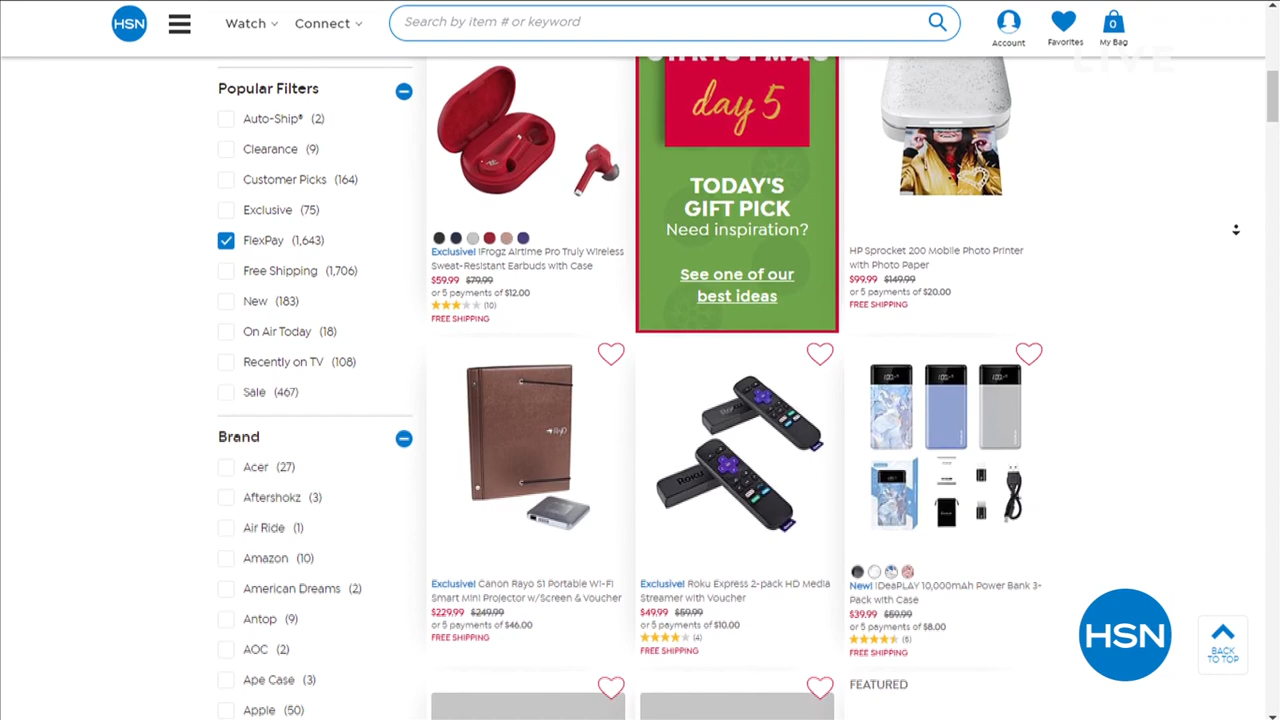 HSN
Watch
Connect
Search by item # or keyword
Account
Favorites
0
My Bag
LIVE
Popular Filters
Auto-Ship® (2)
Clearance (9)
Customer Picks (164)
Exclusive (75)
FlexPay (1,643)
Free Shipping (1,706)
New (183)
On Air Today (18)
Recently on TV (108)
Sale (467)
Brand
Acer (27)
Aftershokz (3)
Air Ride (1)
Amazon (10)
American Dreams (2)
Antop (9)
AOC (2)
Ape Case (3)
Apple (50)
Exclusive! iFrogz Airtime Pro Truly Wireless
Sweat-Resistant Earbuds with Case
$59.99 $79.99
or 5 payments of $12.00
(10)
FREE SHIPPING
CHRISTMAS
day 5
TODAY'S
GIFT PICK
Need inspiration?
See one of our
best ideas
HP Sprocket 200 Mobile Photo Printer
with Photo Paper
$99.99 $149.99
or 5 payments of $20.00
FREE SHIPPING
Rayo
Exclusive! Canon Rayo S1 Portable Wi-Fi
Smart Mini Projector w/Screen & Voucher
$229.99 $249.99
or 5 payments of $46.00
FREE SHIPPING
Roku
Roku
Exclusive! Roku Express 2-pack HD Media
Streamer with Voucher
$49.99 $59.99
or 5 payments of $10.00
(4)
FREE SHIPPING
100
100
100
New! iDeaPLAY 10,000mAh Power Bank 3-
Pack with Case
$39.99 $59.99
or 5 payments of $8.00
(6)
FREE SHIPPING
FEATURED
HSN
BACK
TO TOP